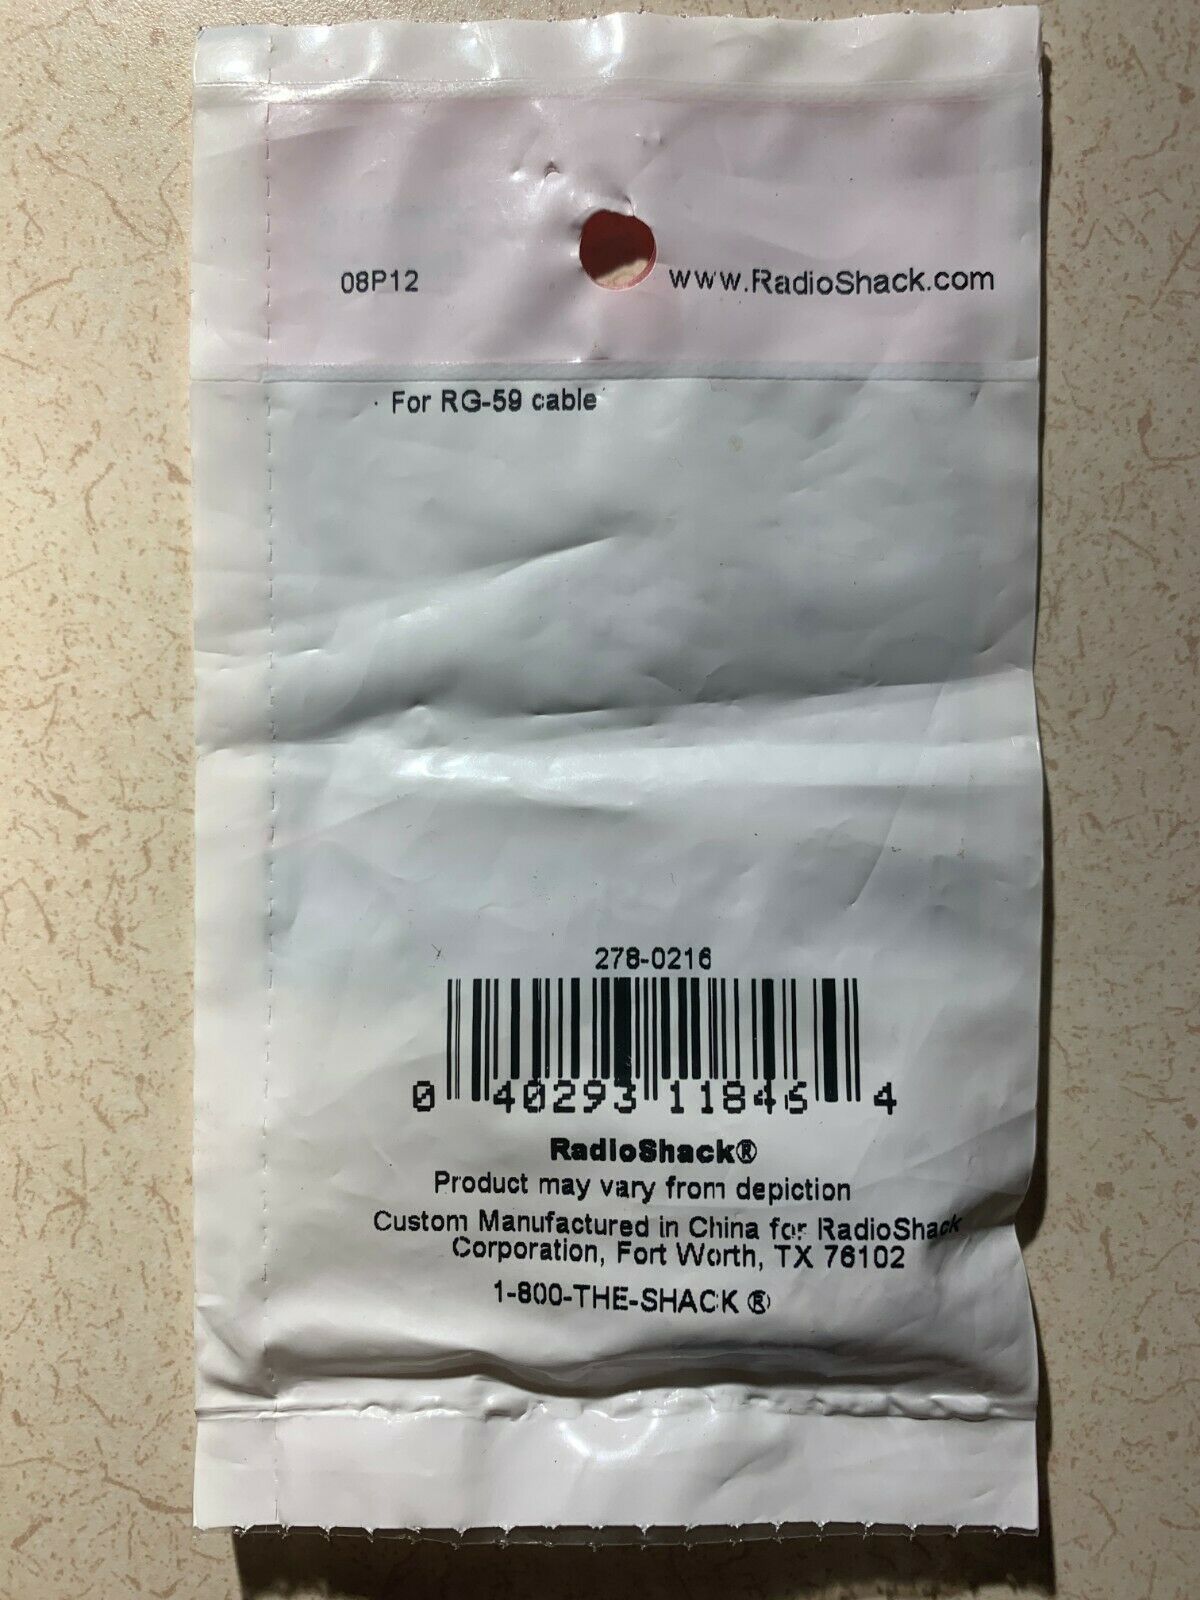 08P12
www.RadioShack.com
For RG-59 cable
278-0216
0 40293 11846 4
RadioShack®
Product may vary from depiction
Custom Manufactured in China for RadioShack
Corporation, Fort Worth, TX 76102
1-800-THE-SHACK ®